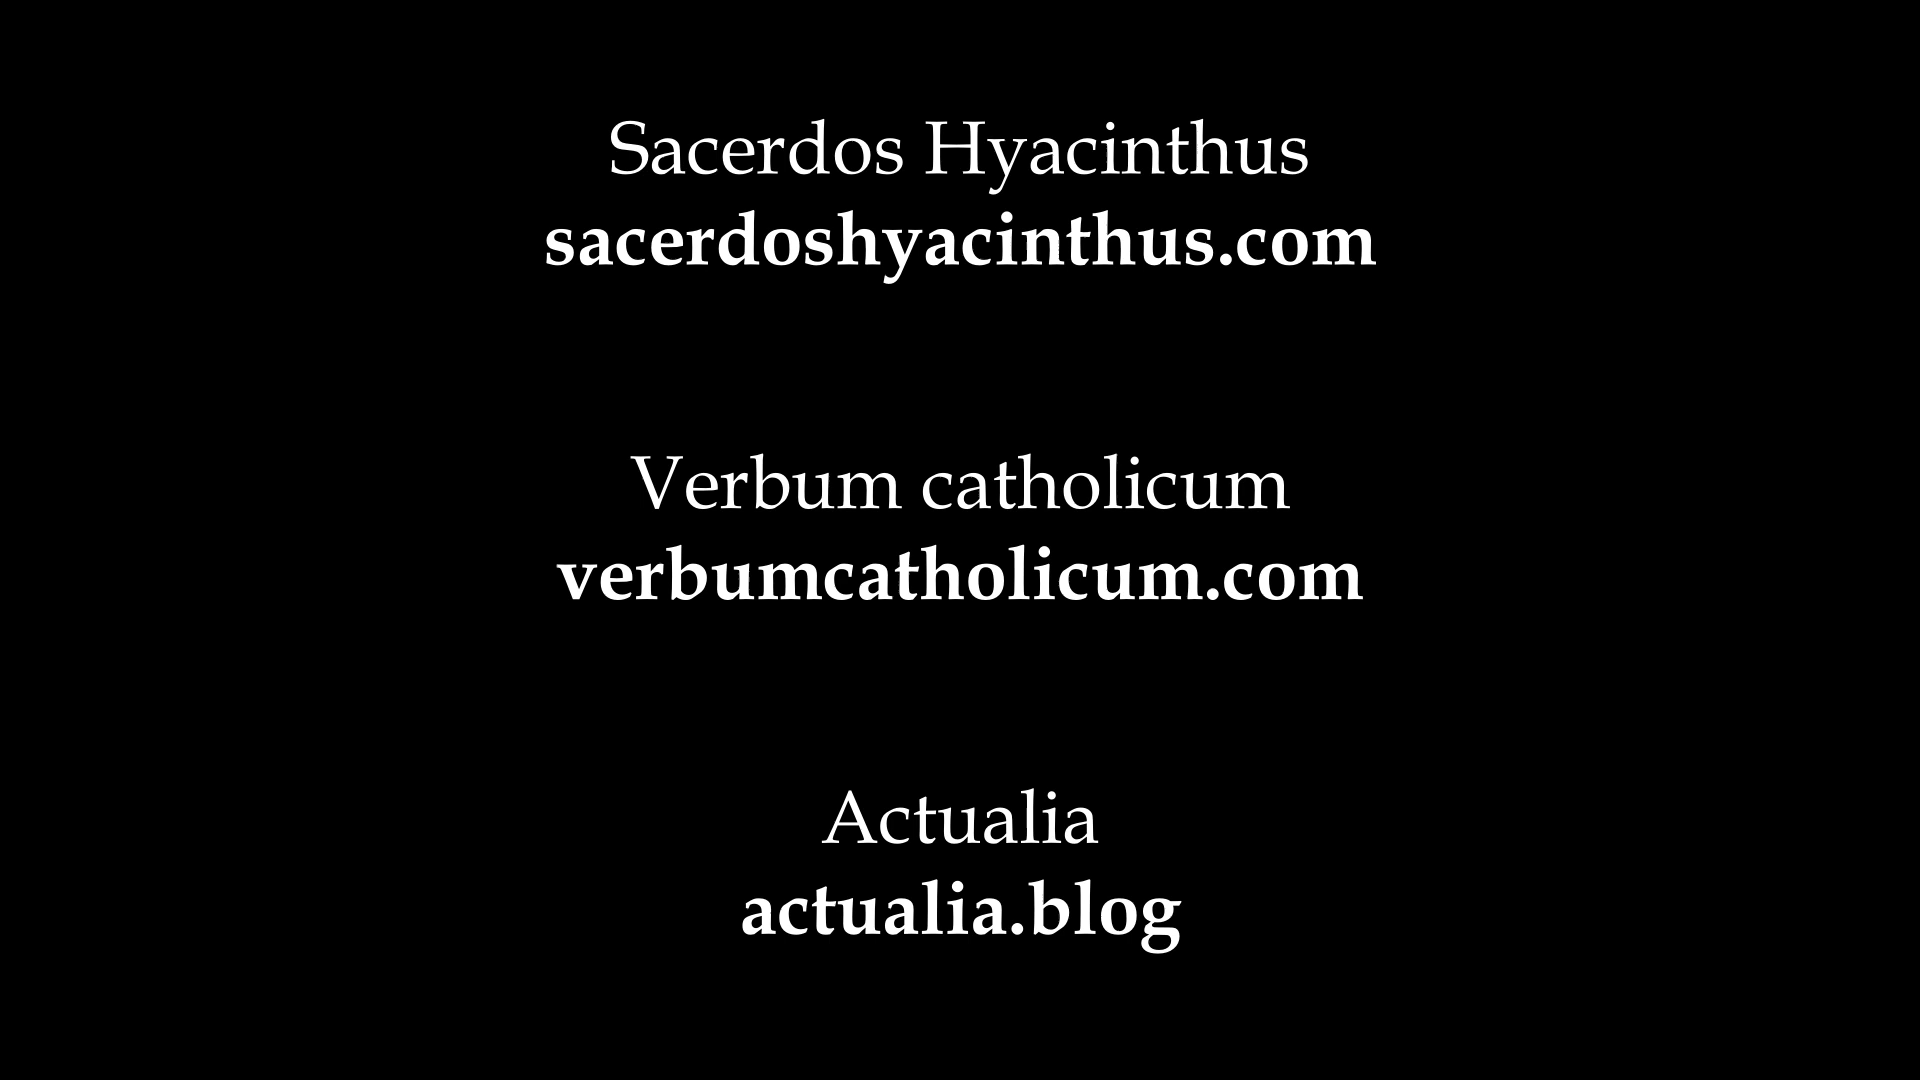 Sacerdos Hyacinthus
sacerdoshyacinthus.com
Verbum catholicum
verbumcatholicum.com
Actualia
actualia.blog